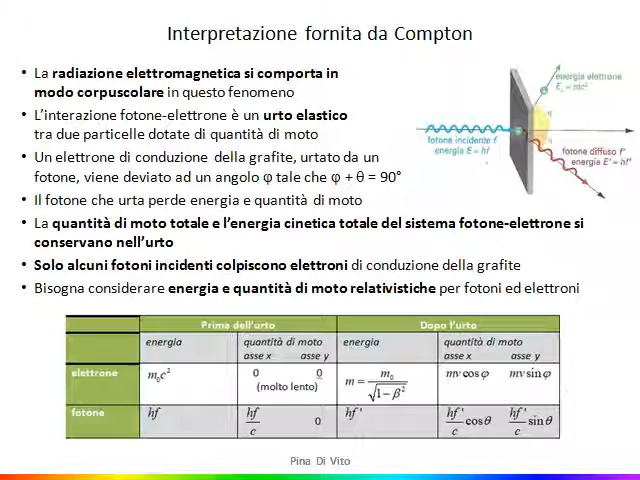 Interpretazione fornita da Compton
• La radiazione elettromagnetica si comporta in
modo corpuscolare in questo fenomeno
• L'interazione fotone-elettrone è un urto elastico
tra due particelle dotate di quantità di moto
• Un elettrone di conduzione della grafite, urtato da un
fotone, viene deviato ad un angolo φ tale che φ + θ = 90°
• Il fotone che urta perde energia e quantità di moto
• La quantità di moto totale e l'energia cinetica totale del sistema fotone-elettrone si
conservano nell'urto
• Solo alcuni fotoni incidenti colpiscono elettroni di conduzione della grafite
• Bisogna considerare energia e quantità di moto relativistiche per fotoni ed elettroni
energia elettrone
fotone incidente f
energia E = hf
fotone diffuso f'
energia E' = hf'
Prima dell'urto Dopo l'urto
energia quantità di moto energia quantità di moto
asse x asse y asse x asse y
elettrone m₀c² 0 0 (molto lento) m = m₀/√(1−β²) mv cos φ mv sin φ
fotone hf hf/c 0 hf' hf'/c cos θ hf'/c sin θ
Pina Di Vito